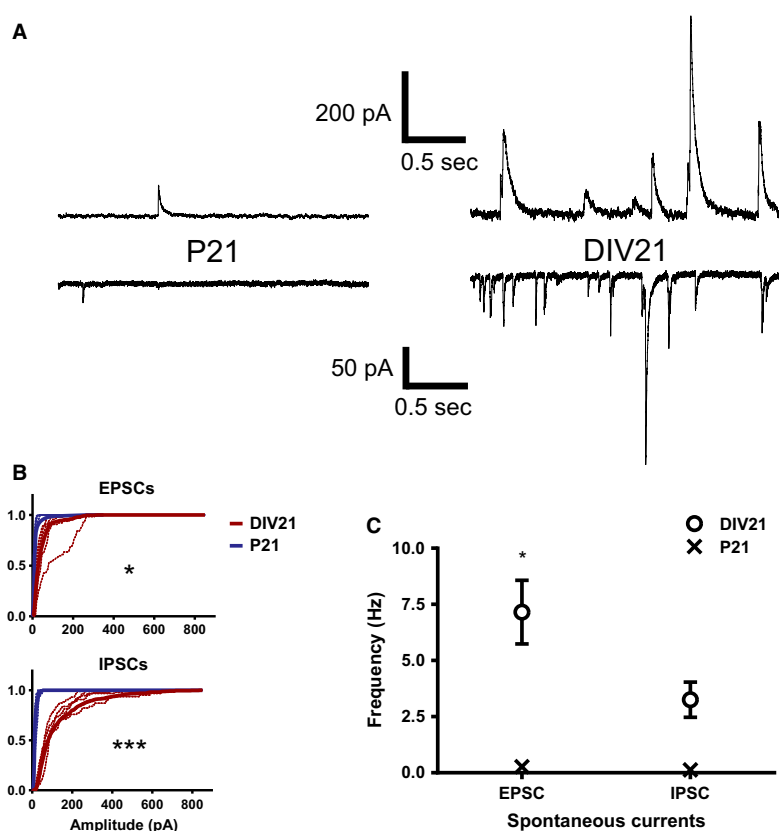 A
200 pA
0.5 sec
P21
DIV21
50 pA
0.5 sec
B
EPSCs
1.0
0.5
0.0
0 200 400 600 800
*
DIV21
P21
IPSCs
1.0
0.5
0.0
0 200 400 600 800
***
Amplitude (pA)
C
DIV21
P21
10.0
7.5
5.0
2.5
0.0
*
Frequency (Hz)
EPSC IPSC
Spontaneous currents